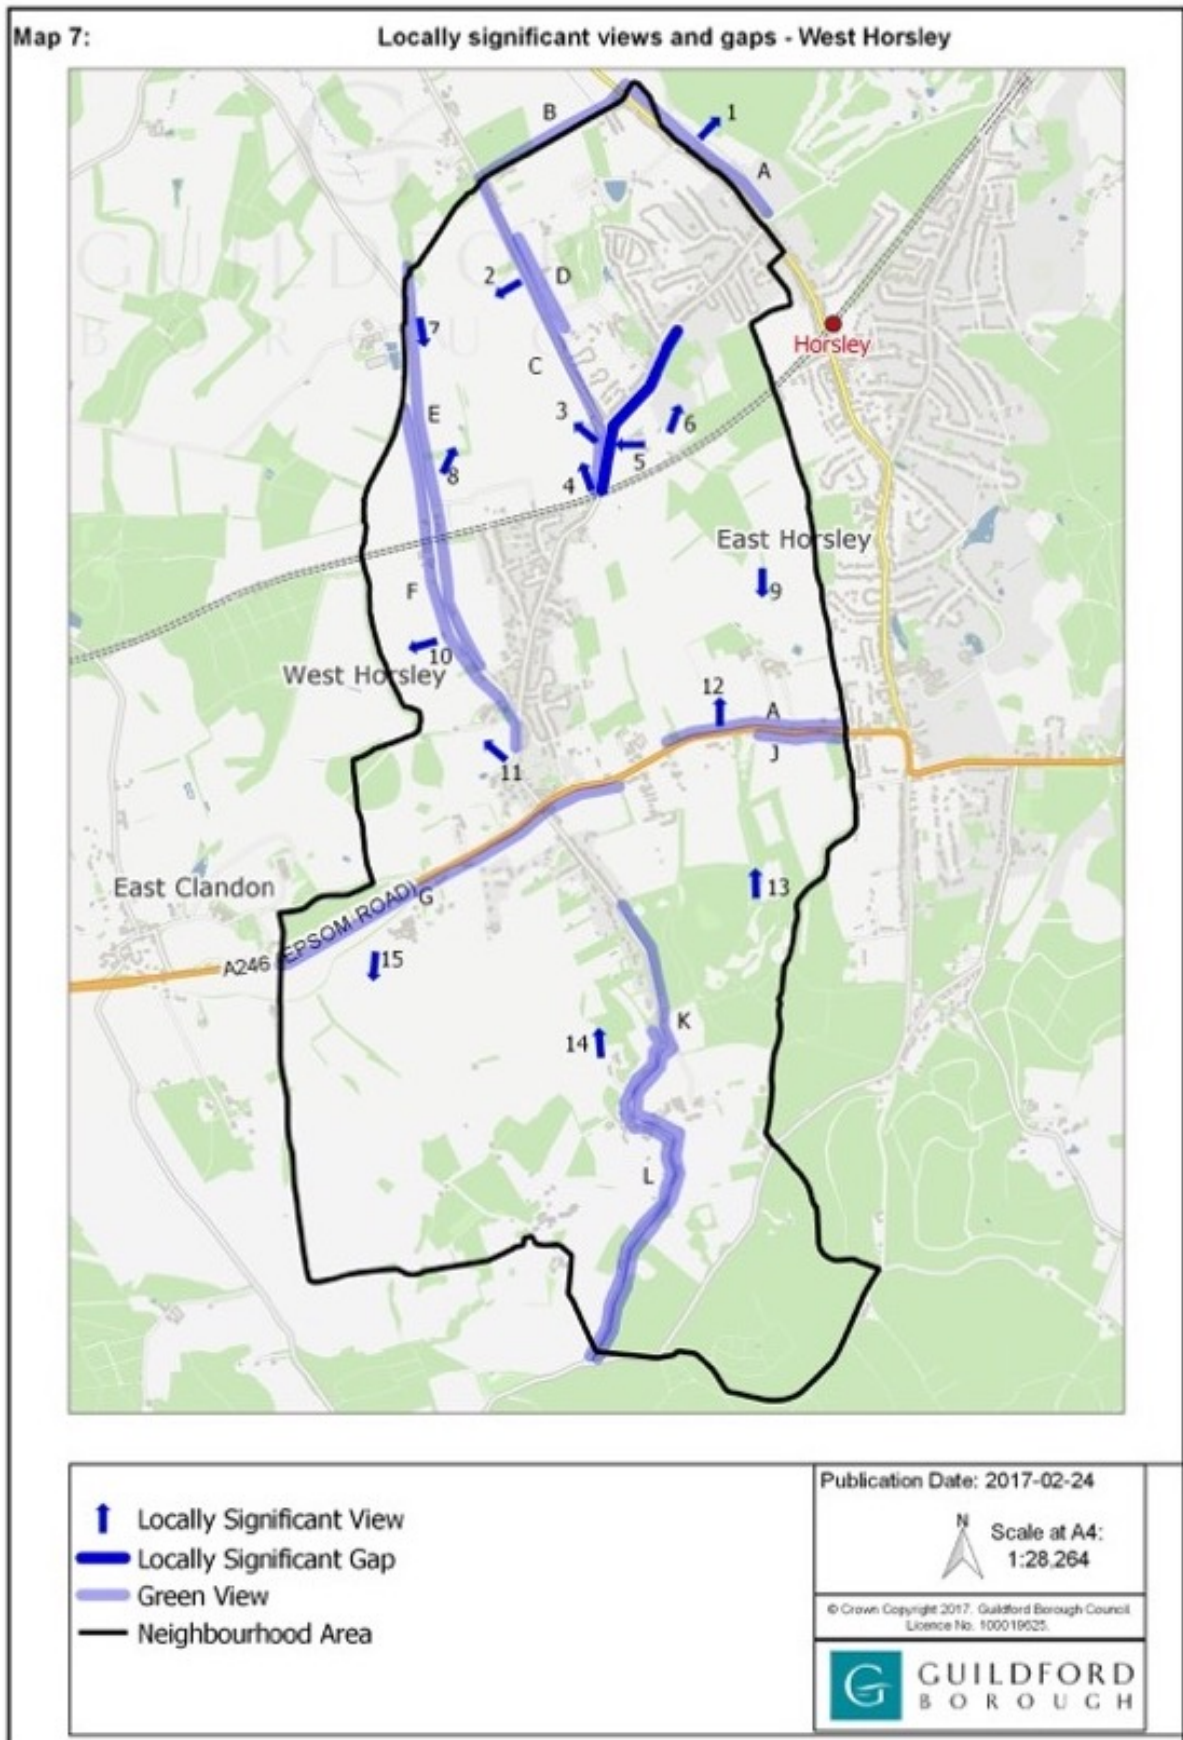 Map 7:
Locally significant views and gaps - West Horsley
B
1
A
D
2
7
C
Horsley
E
3
6
5
8
4
East Horsley
9
F
10
West Horsley
12
A
J
11
East Clandon
13
G
A246 (EPSOM ROAD)
15
K
14
L
Locally Significant View
Locally Significant Gap
Green View
Neighbourhood Area
Publication Date: 2017-02-24
N
Scale at A4:
1:28,264
© Crown Copyright 2017. Guildford Borough Council
Licence No. 100019625.
G
GUILDFORD
BOROUGH